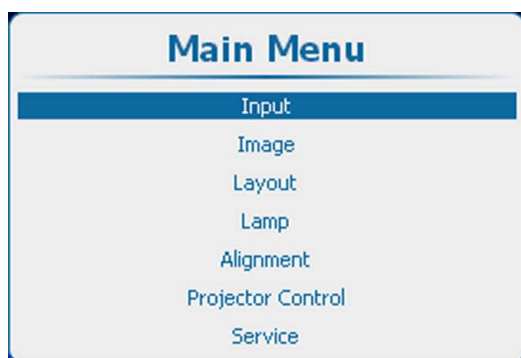 Main Menu
Input
Image
Layout
Lamp
Alignment
Projector Control
Service